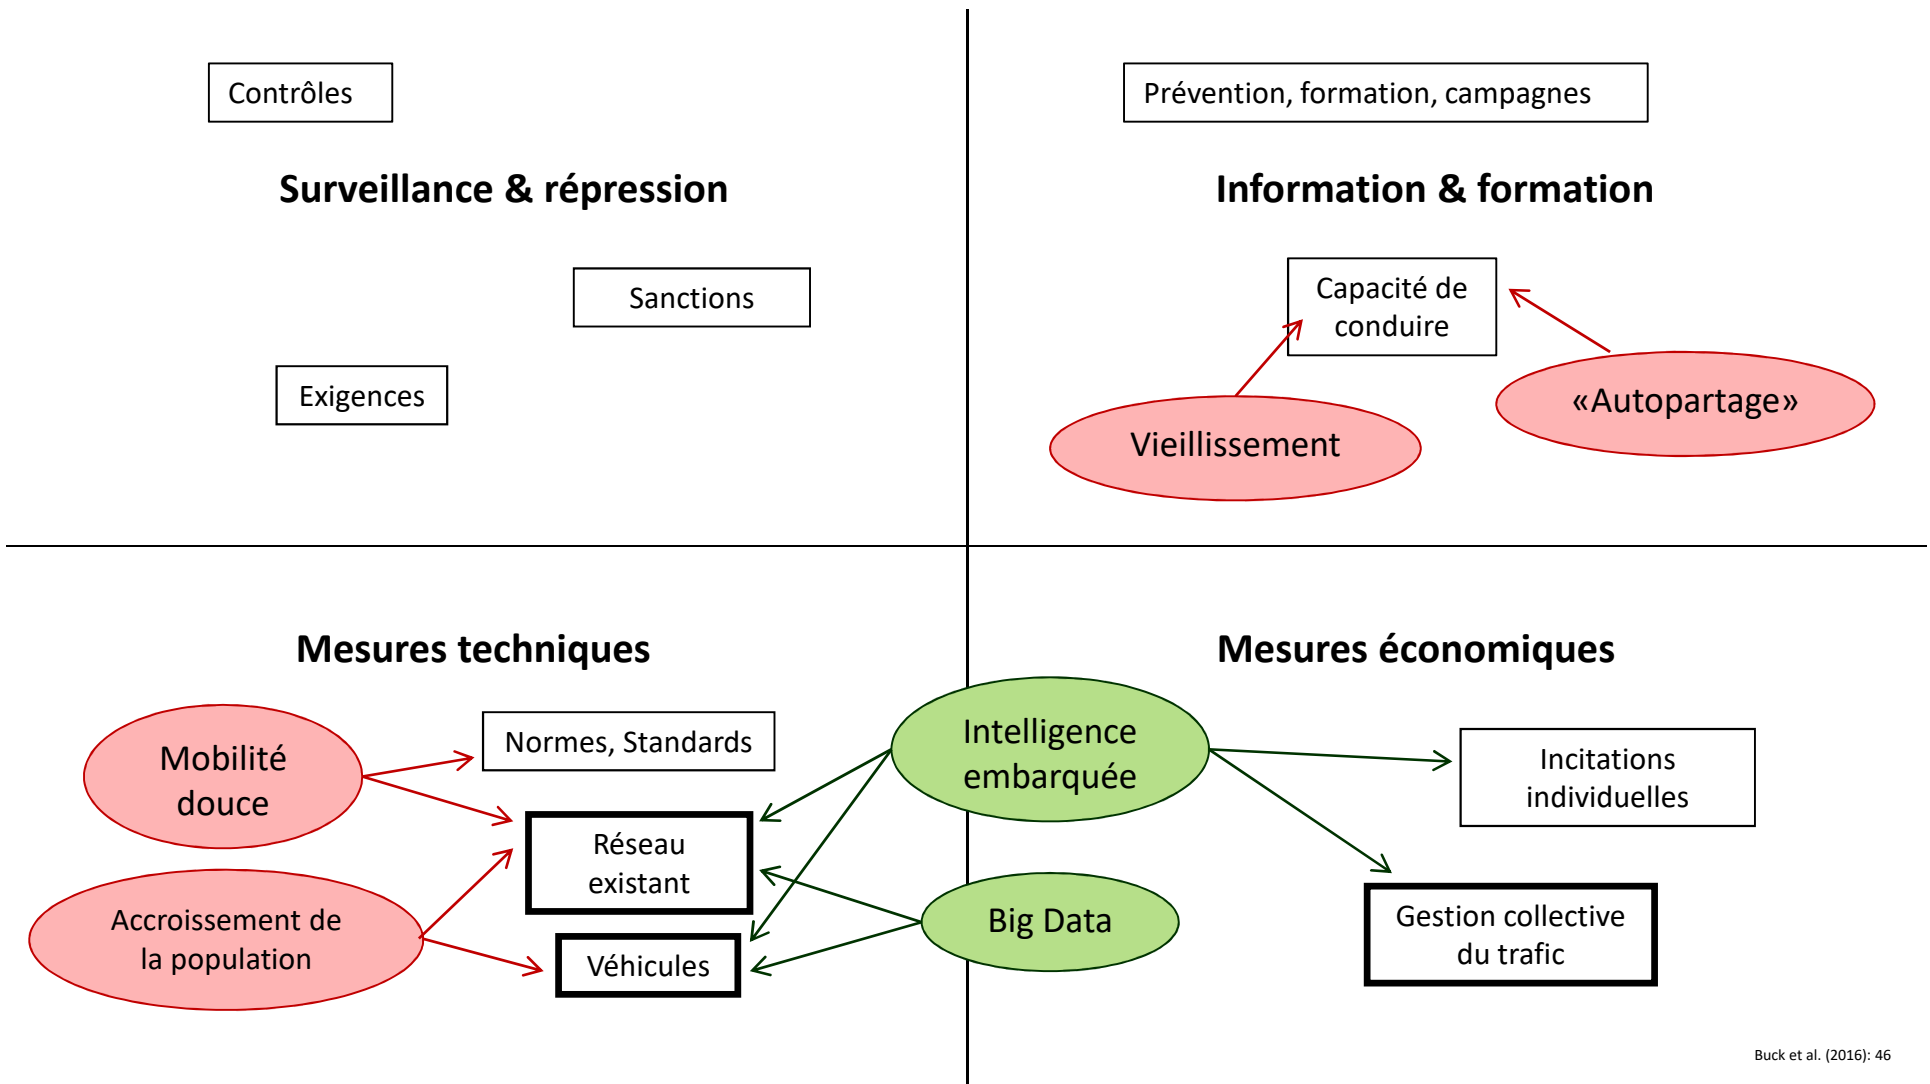 Contrôles
Surveillance & répression
Sanctions
Exigences
Prévention, formation, campagnes
Information & formation
Capacité de
conduire
«Autopartage»
Vieillissement
Mesures techniques
Mobilité
douce
Normes, Standards
Réseau
existant
Accroissement de
la population
Véhicules
Mesures économiques
Intelligence
embarquée
Incitations
individuelles
Big Data
Gestion collective
du trafic
Buck et al. (2016): 46